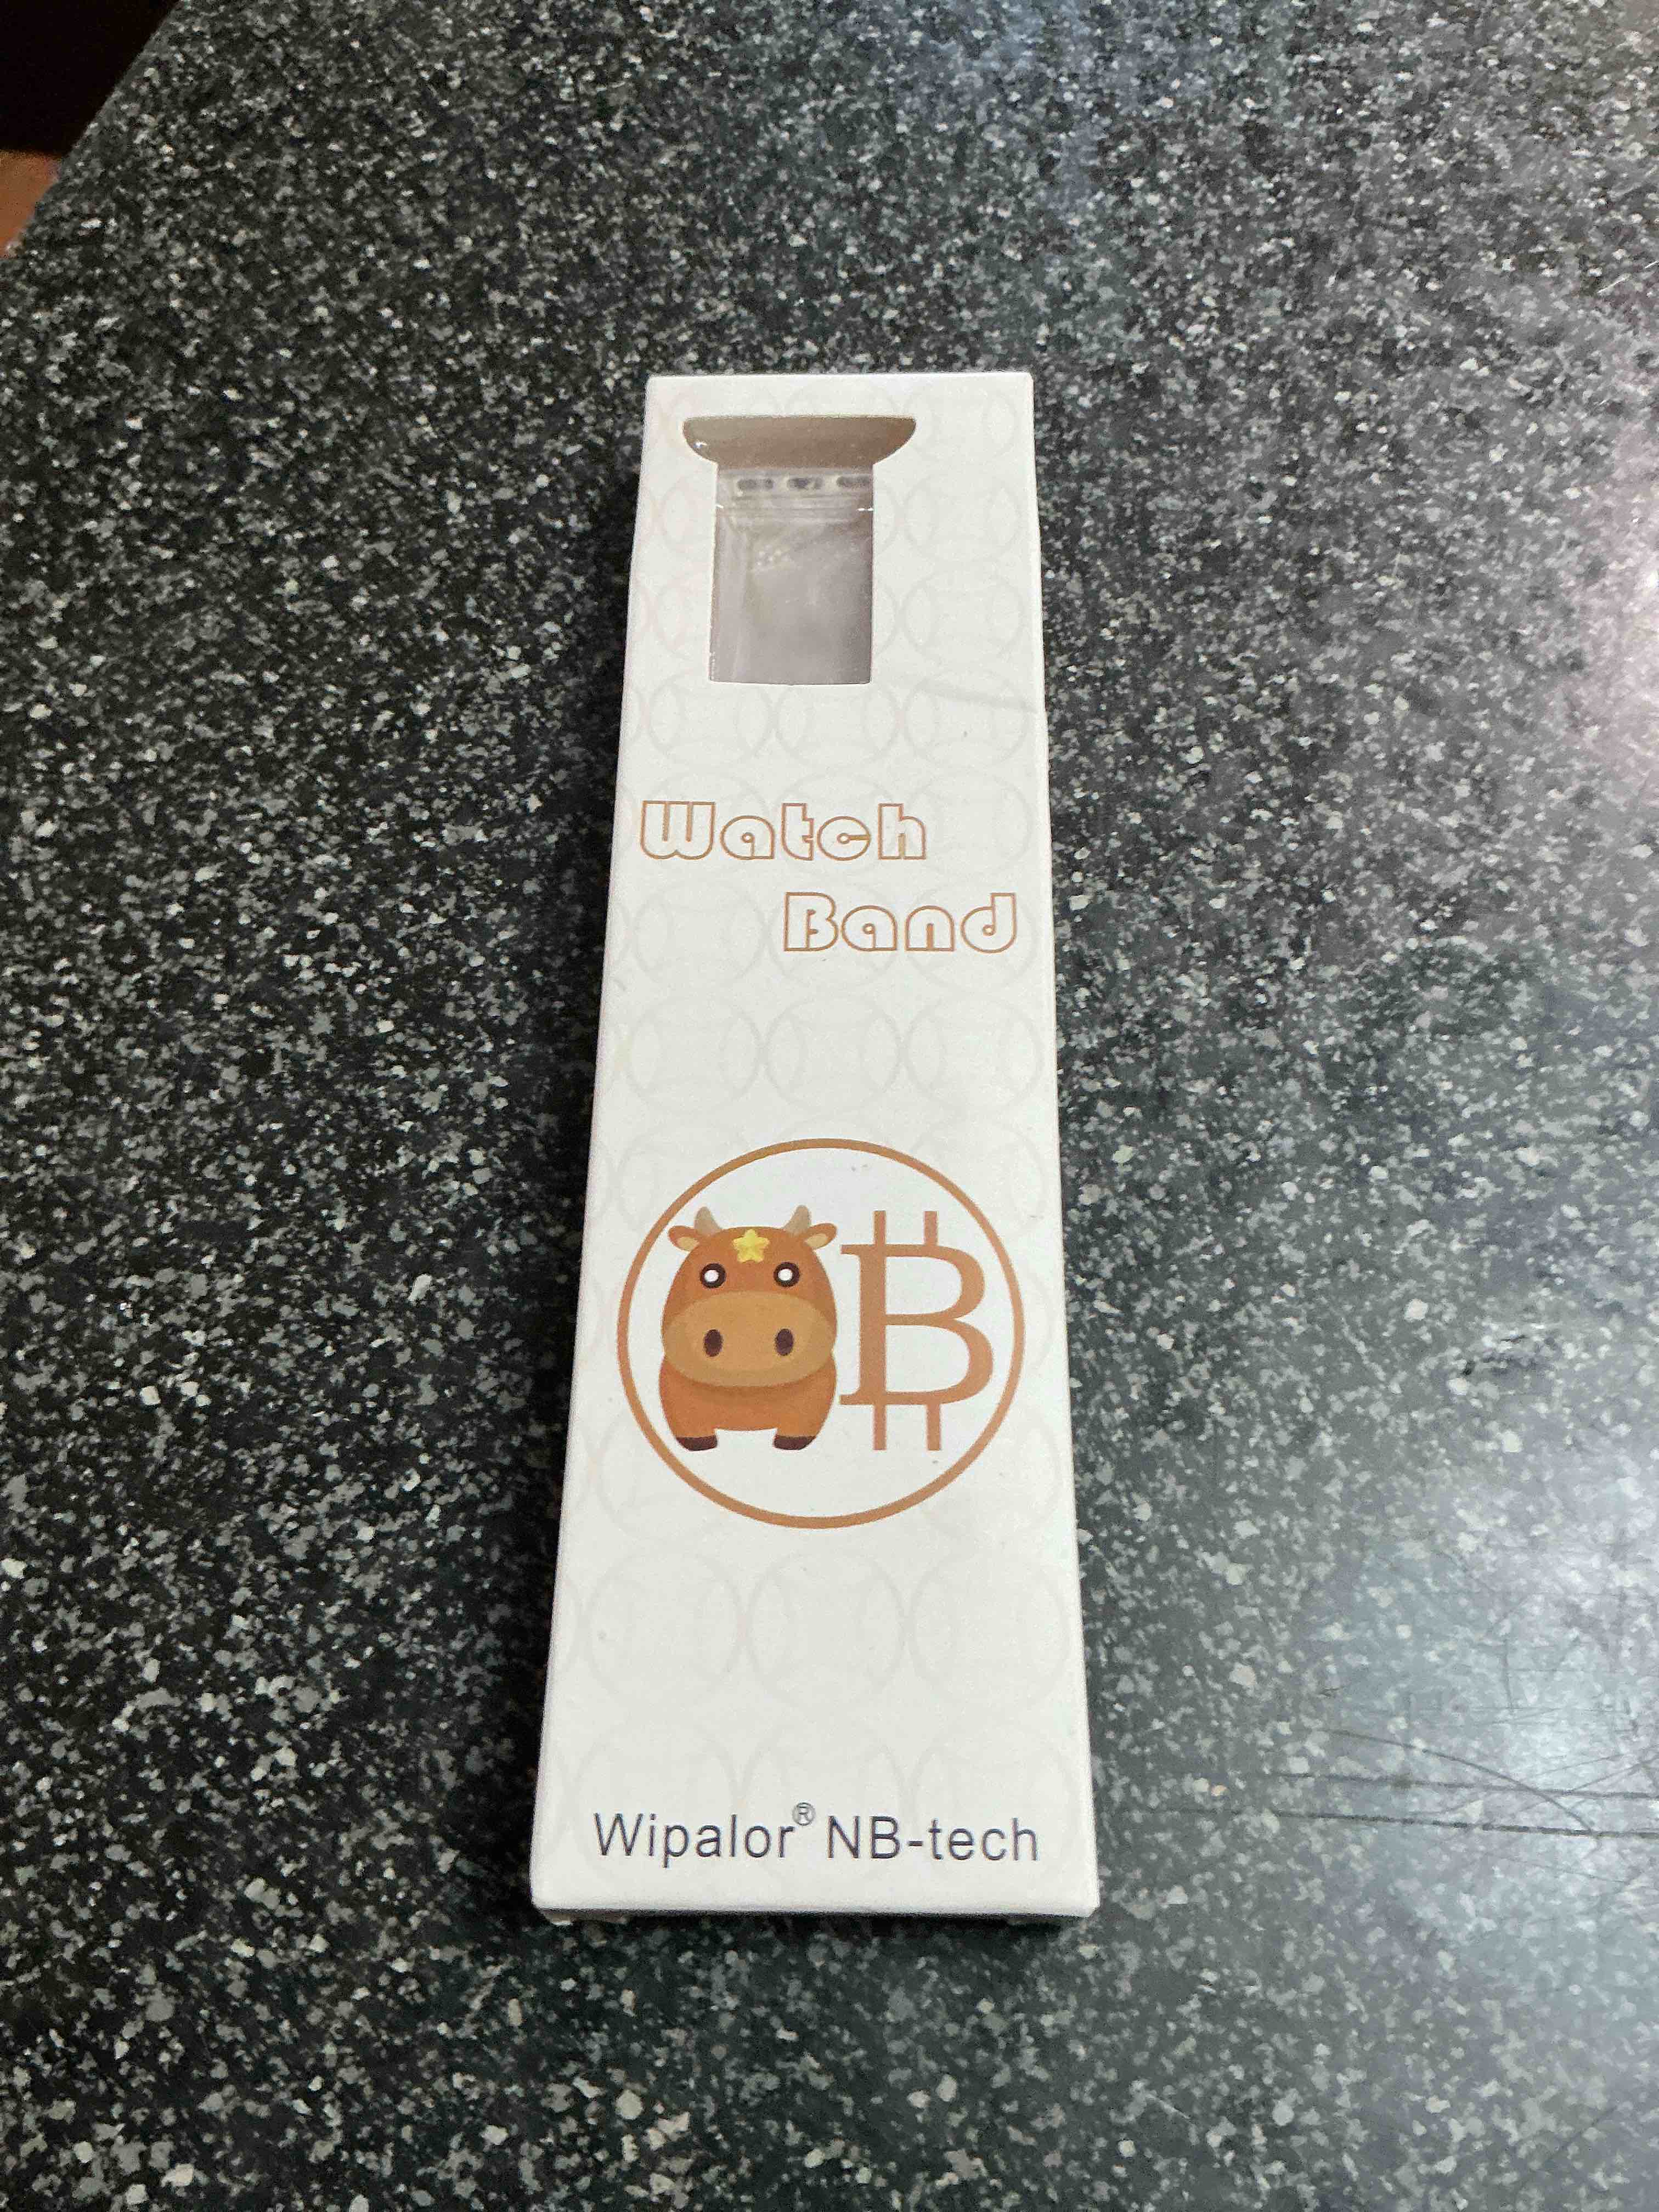 Watch
Band
₿
Wipalor® NB-tech